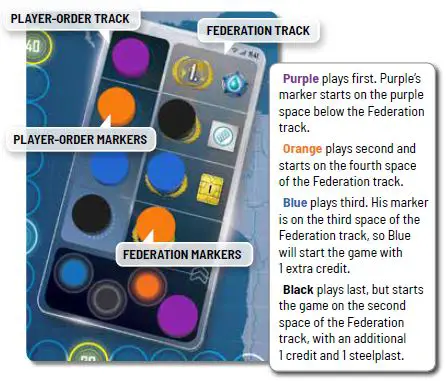 PLAYER-ORDER TRACK
FEDERATION TRACK
40
1
PLAYER-ORDER MARKERS
FEDERATION MARKERS
Purple plays first. Purple's
marker starts on the purple
space below the Federation
track.
Orange plays second and
starts on the fourth space
of the Federation track.
Blue plays third. His marker
is on the third space of the
Federation track, so Blue
will start the game with
1 extra credit.
Black plays last, but starts
the game on the second
space of the Federation
track, with an additional
1 credit and 1 steelplast.